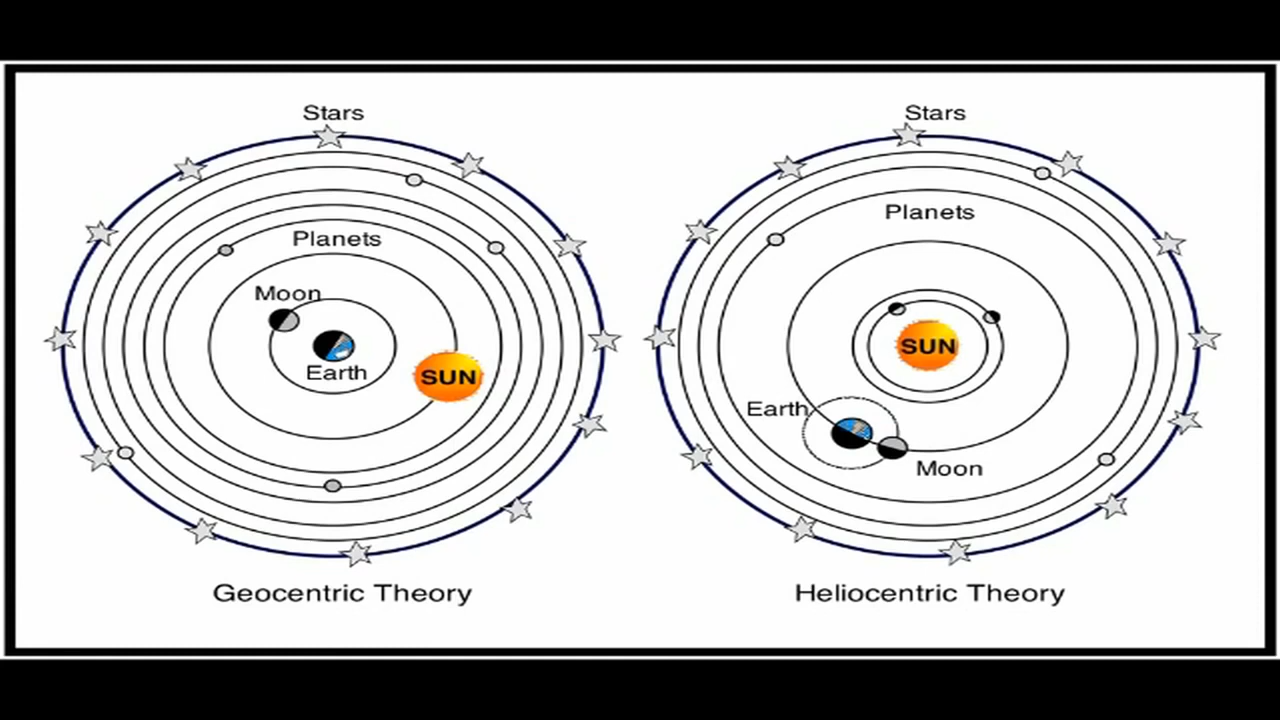 Stars
Planets
Moon
Earth
SUN
Geocentric Theory
Stars
Planets
SUN
Earth
Moon
Heliocentric Theory